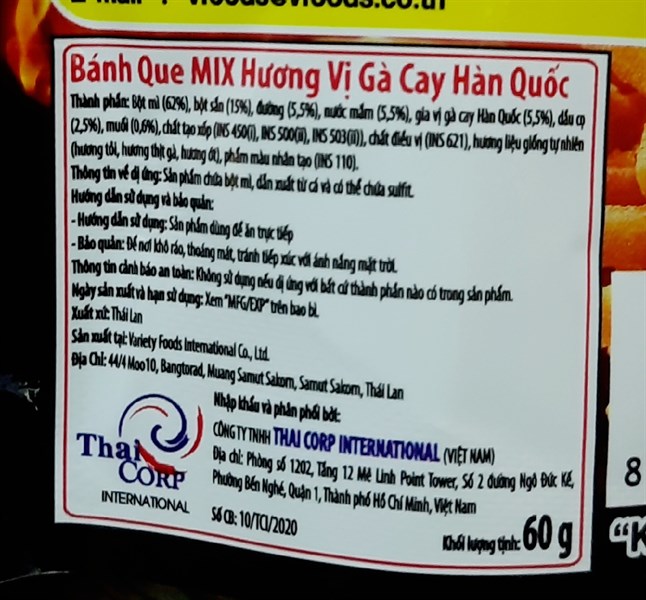 Bánh Que MIX Hương Vị Gà Cay Hàn Quốc
Thành phần: Bột mì (62%), bột sắn (15%), đường (5,5%), nước mắm (5,5%), gia vị gà cay Hàn Quốc (5,5%), dầu cọ
(2,5%), muối (0,6%), chất tạo xốp (INS 450(i), INS 500(ii), INS 503(ii)), chất điều vị (INS 621), hương liệu giống tự nhiên
(hương tỏi, hương thịt gà, hương ớt), phẩm màu nhân tạo (INS 110).
Thông tin về dị ứng: Sản phẩm chứa bột mì, dẫn xuất từ cá và có thể chứa sulfit.
Hướng dẫn sử dụng và bảo quản:
- Hướng dẫn sử dụng: Sản phẩm dùng để ăn trực tiếp
- Bảo quản: Để nơi khô ráo, thoáng mát, tránh tiếp xúc với ánh nắng mặt trời.
Thông tin cảnh báo an toàn: Không sử dụng nếu dị ứng với bất cứ thành phần nào có trong sản phẩm.
Ngày sản xuất và hạn sử dụng: Xem "MFG/EXP" trên bao bì.
Xuất xứ: Thái Lan
Sản xuất tại: Variety Foods International Co., Ltd.
Địa Chỉ: 44/4 Moo 10, Bangtorad, Muang Samut Sakorn, Samut Sakorn, Thái Lan
Nhập khẩu và phân phối bởi:
CÔNG TY TNHH THAI CORP INTERNATIONAL (VIỆT NAM)
Địa chỉ: Phòng số 1202, Tầng 12 Mê Linh Point Tower, Số 2 đường Ngô Đức Kế,
Phường Bến Nghé, Quận 1, Thành phố Hồ Chí Minh, Việt Nam
Thai
CORP
INTERNATIONAL
Số CB: 10/TCI/2020
Khối lượng tịnh: 60 g
8
"K